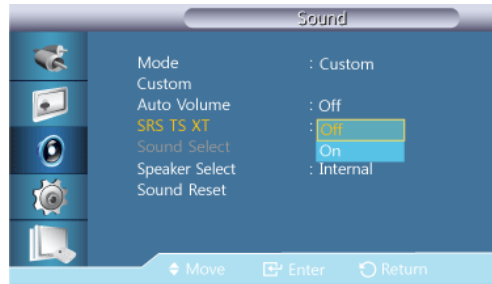 Sound
Mode : Custom
Custom
Auto Volume : Off
SRS TS XT : Off
On
Sound Select
Speaker Select : Internal
Sound Reset
Move Enter Return